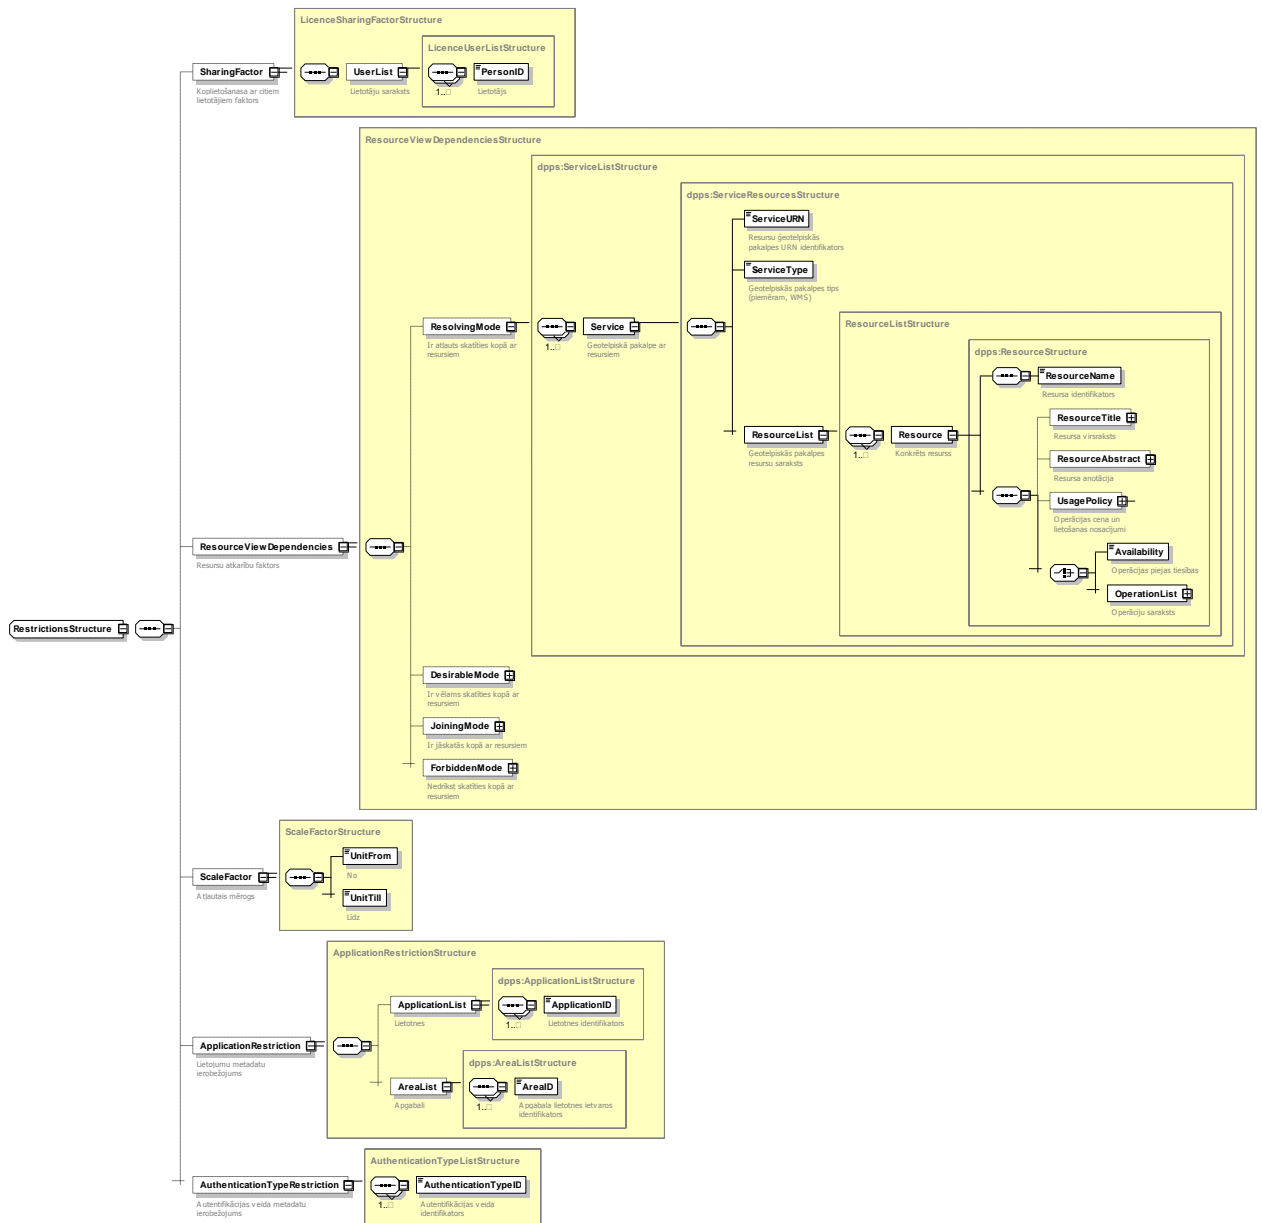 LicenceSharingFactorStructure
LicenceUserListStructure
SharingFactor
UserList
PersonID
Koplietošanasa ar citiem
lietotājiem faktors
Lietotāju saraksts
1..□
Lietotājs
ResourceViewDependenciesStructure
dpps:ServiceListStructure
dpps:ServiceResourcesStructure
ServiceURN
Resursu ģeotelpiskās
pakalpes URN identifikators
ServiceType
Ģeotelpiskās pakalpes tips
(piemēram, WMS)
ResolvingMode
Ir atļauts skatīties kopā ar
resursiem
1..□
Service
Ģeotelpiskā pakalpe ar
resursiem
ResourceListStructure
dpps:ResourceStructure
ResourceName
Resursa identifikators
ResourceTitle
Resursa virsraksts
ResourceList
Ģeotelpiskās pakalpes
resursu saraksts
1..□
Resource
Konkrēts resurss
ResourceAbstract
Resursa anotācija
UsagePolicy
Operācijas cena un
lietošanas nosacījumi
Availability
Operācijas piejas tiesības
OperationList
Operāciju saraksts
ResourceViewDependencies
Resursu atkarību faktors
RestrictionsStructure
DesirableMode
Ir vēlams skatīties kopā ar
resursiem
JoiningMode
Ir jāskatās kopā ar resursiem
ForbiddenMode
Nedrīkst skatīties kopā ar
resursiem
ScaleFactorStructure
UnitFrom
No
ScaleFactor
Atļautais mērogs
UnitTill
Līdz
ApplicationRestrictionStructure
dpps:ApplicationListStructure
ApplicationList
Lietotnes
1..□
ApplicationID
Lietotnes identifikators
ApplicationRestriction
Lietojumu metadatu
ierobežojums
dpps:AreaListStructure
AreaList
Apgabali
1..□
AreaID
Apgabala lietotnes ietvaros
identifikators
AuthenticationTypeListStructure
AuthenticationTypeRestriction
Autentifikācijas veida metadatu
ierobežojums
1..□
AuthenticationTypeID
Autentifikācijas veida
identifikators